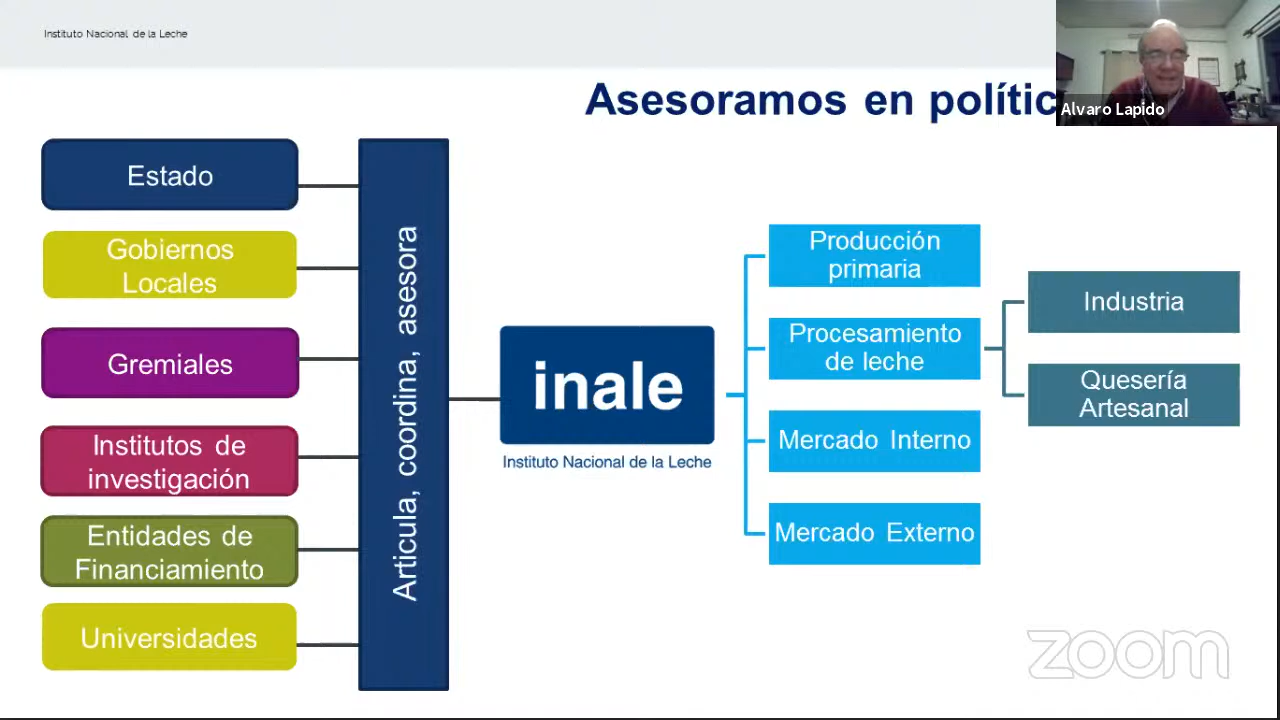 Instituto Nacional de la Leche
Asesoramos en polític
Alvaro Lapido
Estado
Gobiernos
Locales
Gremiales
Institutos de
investigación
Entidades de
Financiamiento
Universidades
Articula, coordina, asesora
inale
Instituto Nacional de la Leche
Producción
primaria
Procesamiento
de leche
Mercado Interno
Mercado Externo
Industria
Quesería
Artesanal
zoom